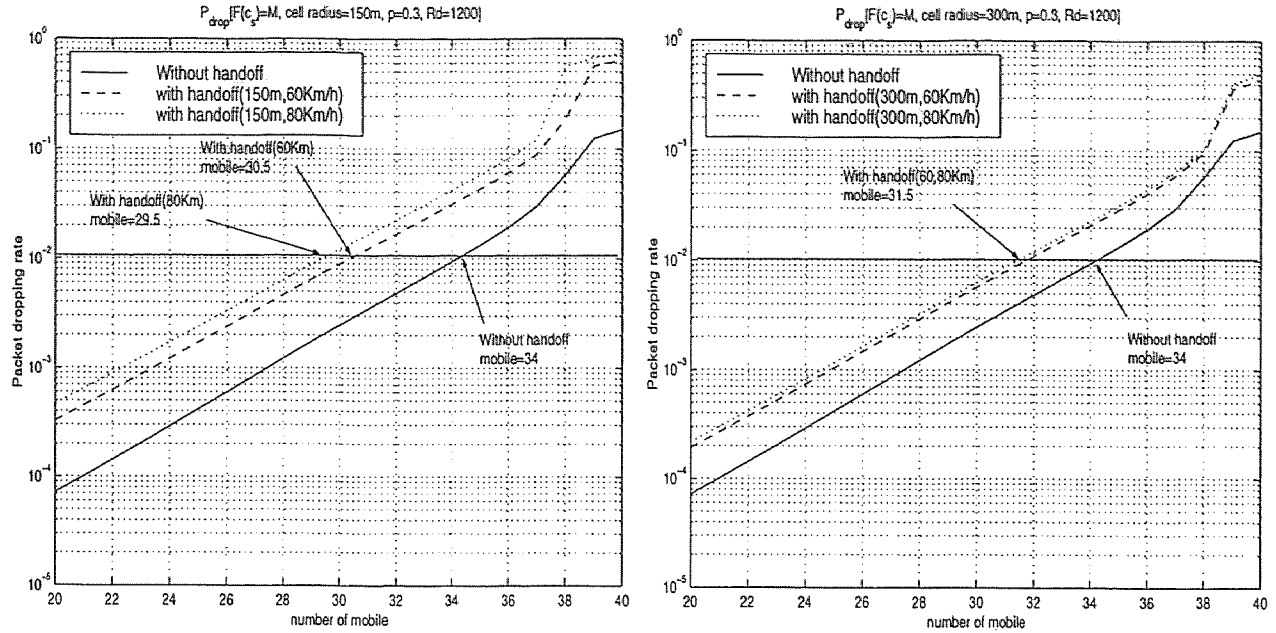 P_drop[F(c_s)=M, cell radius=150m, p=0.3, Rd=1200]
10^0
10^-1
10^-2
10^-3
10^-4
10^-5
Packet dropping rate
Without handoff
with handoff(150m,60Km/h)
with handoff(150m,80Km/h)
With handoff(60Km)
mobile=30.5
With handoff(80Km)
mobile=29.5
Without handoff
mobile=34
20 22 24 26 28 30 32 34 36 38 40
number of mobile
P_drop[F(c_s)=M, cell radius=300m, p=0.3, Rd=1200]
10^0
10^-1
10^-2
10^-3
10^-4
10^-5
Packet dropping rate
Without handoff
with handoff(300m,60Km/h)
with handoff(300m,80Km/h)
With handoff(60,80Km)
mobile=31.5
Without handoff
mobile=34
20 22 24 26 28 30 32 34 36 38 40
number of mobile